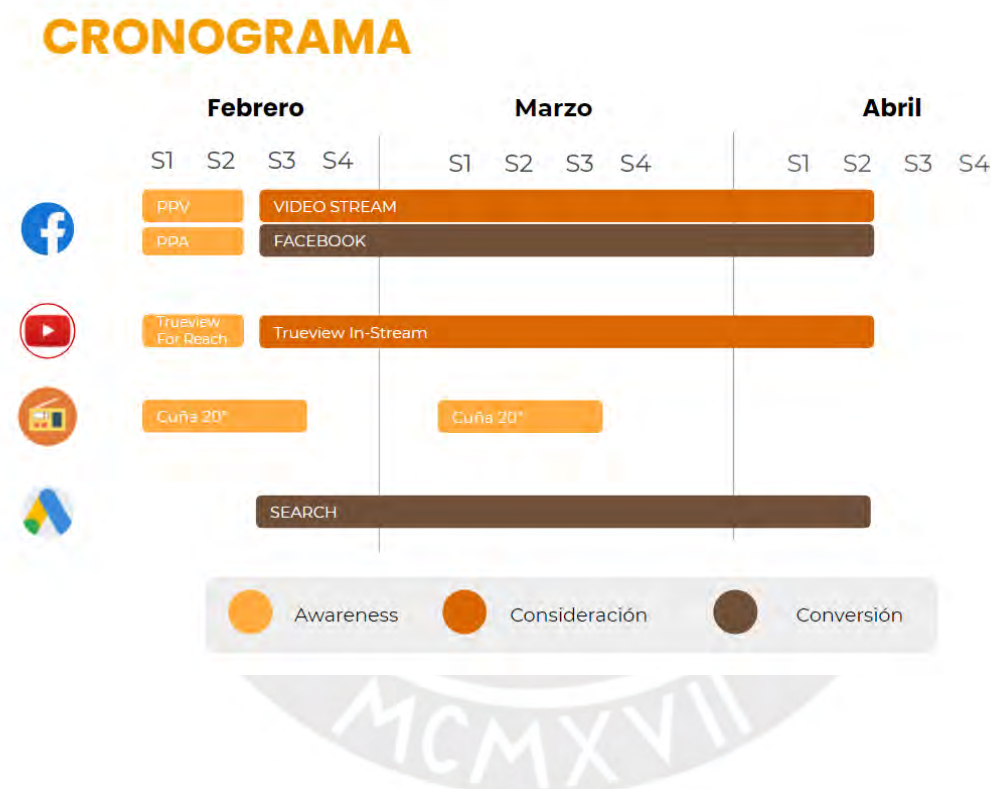 CRONOGRAMA
Febrero Marzo Abril
S1 S2 S3 S4 S1 S2 S3 S4 S1 S2 S3 S4
PPV VIDEO STREAM
PPA FACEBOOK
Trueview
For Reach
Trueview In-Stream
Cuña 20" Cuña 20"
SEARCH
Awareness Consideración Conversión
MCMXVII